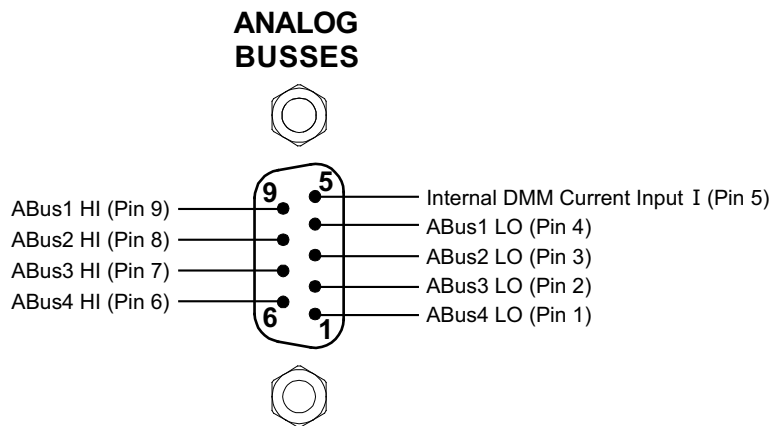 ANALOG
BUSSES
9
5
ABus1 HI (Pin 9)
ABus2 HI (Pin 8)
ABus3 HI (Pin 7)
ABus4 HI (Pin 6)
Internal DMM Current Input I (Pin 5)
ABus1 LO (Pin 4)
ABus2 LO (Pin 3)
ABus3 LO (Pin 2)
ABus4 LO (Pin 1)
6
1